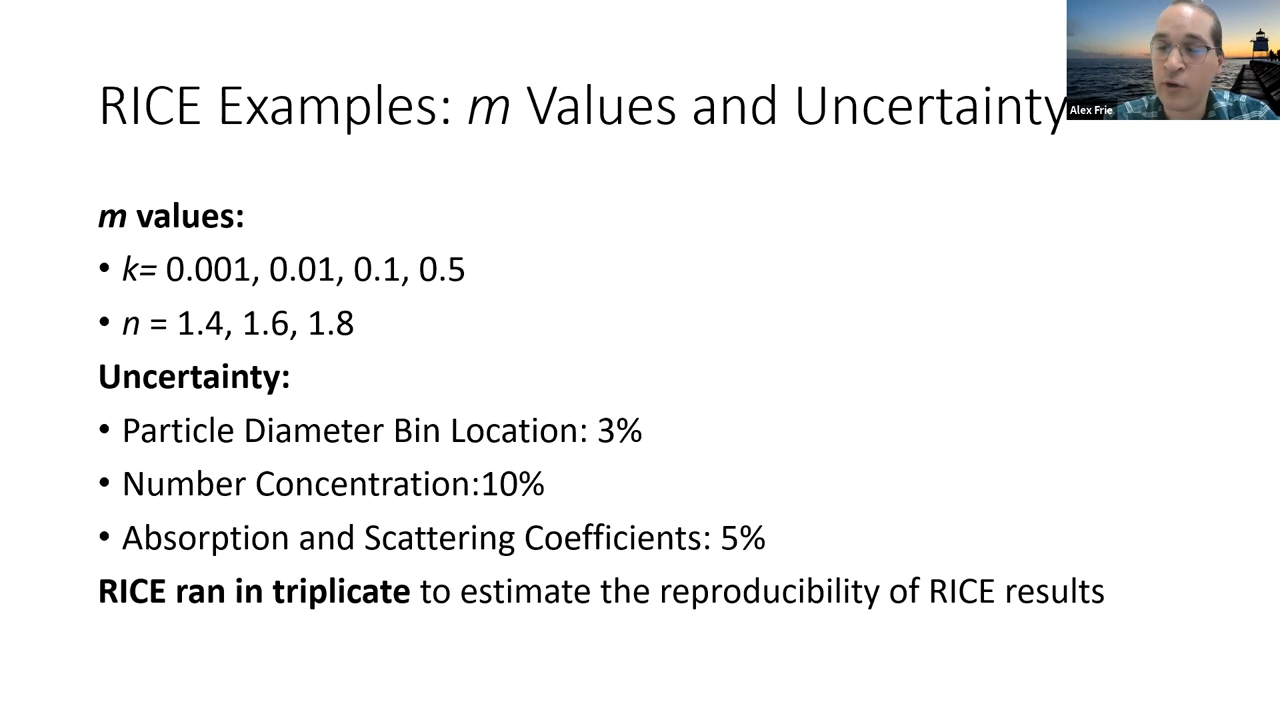 RICE Examples: m Values and Uncertainty
Alex Frie
m values:
• k= 0.001, 0.01, 0.1, 0.5
• n = 1.4, 1.6, 1.8
Uncertainty:
• Particle Diameter Bin Location: 3%
• Number Concentration:10%
• Absorption and Scattering Coefficients: 5%
RICE ran in triplicate to estimate the reproducibility of RICE results